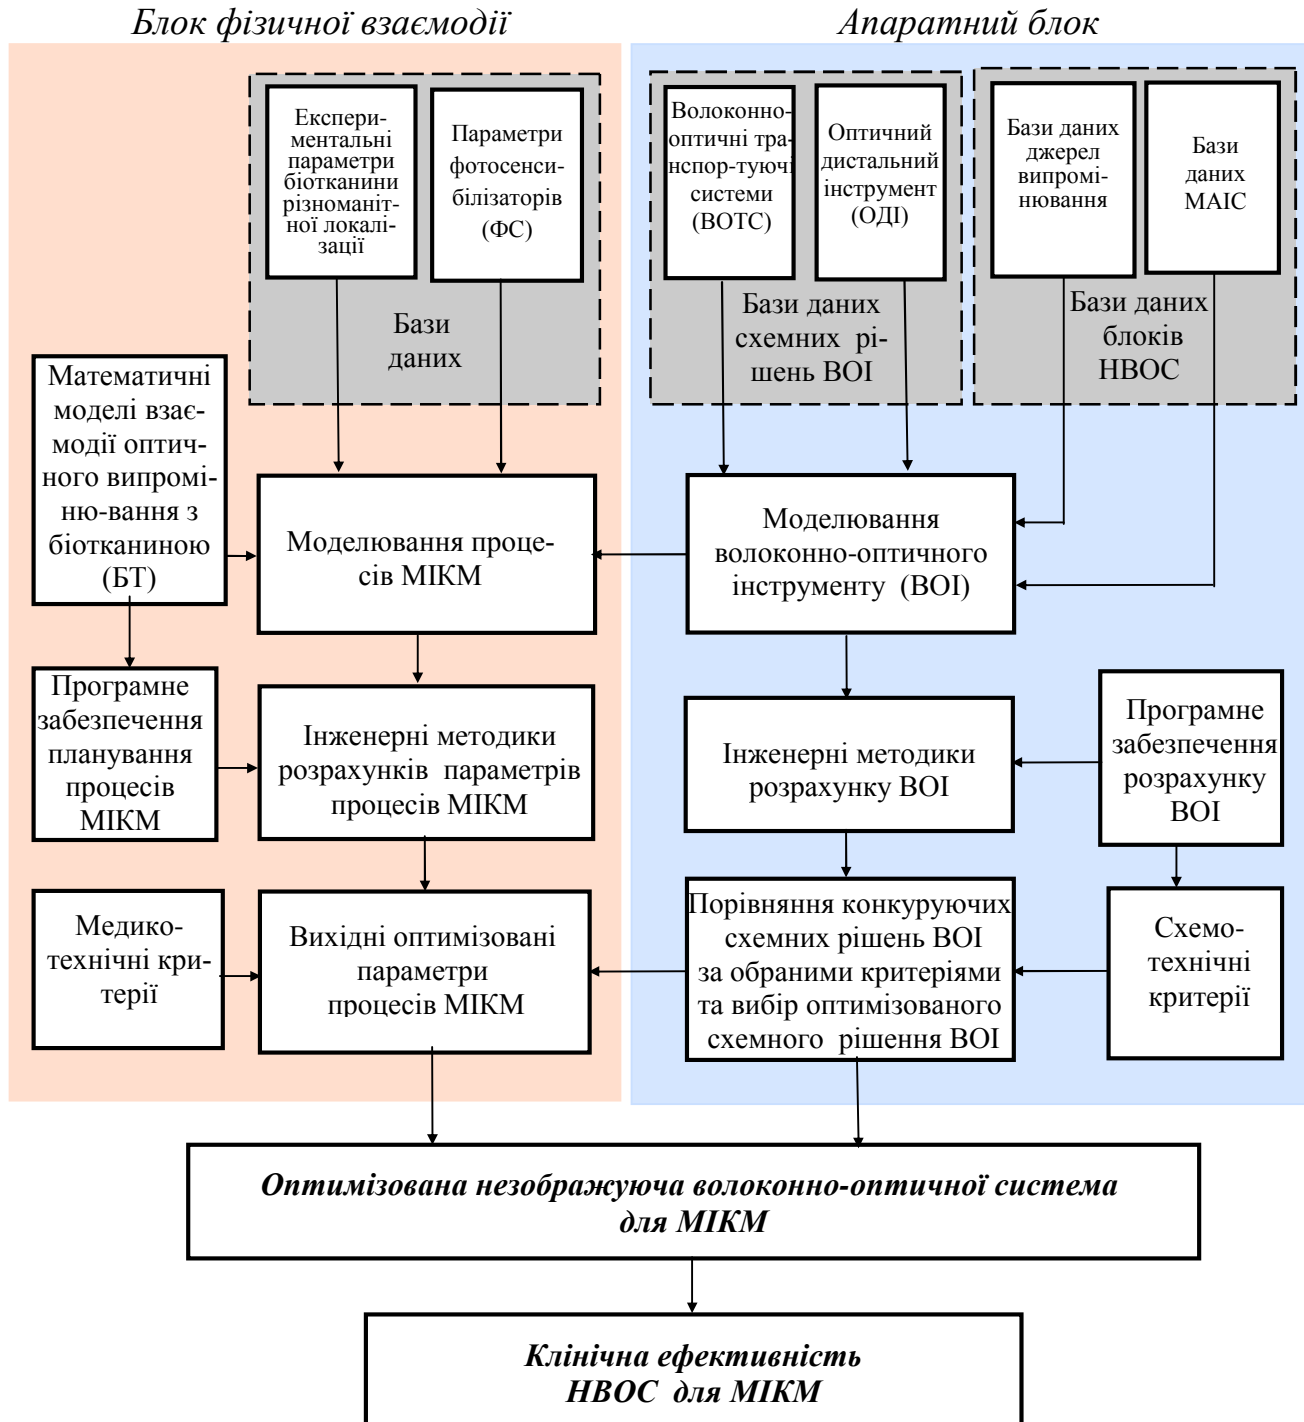 Блок фізичної взаємодії
Апаратний блок
Експери-
ментальні
параметри
біотканини
різноманіт-
ної локалі-
зації
Параметри
фотосенси-
білізаторів
(ФС)
Бази
даних
Волоконно-
оптичні тра-
нспор-туючі
системи
(ВОТС)
Оптичний
дистальний
інструмент
(ОДІ)
Бази даних
схемних рі-
шень ВОІ
Бази даних
джерел
випромі-
нювання
Бази
даних
МАІС
Бази даних
блоків
НВОС
Математичні
моделі взає-
модії оптич-
ного випромі-
ню-вання з
біотканиною
(БТ)
Моделювання проце-
сів МІКМ
Моделювання
волоконно-оптичного
інструменту (ВОІ)
Програмне
забезпечення
планування
процесів
МІКМ
Інженерні методики
розрахунків параметрів
процесів МІКМ
Інженерні методики
розрахунку ВОІ
Програмне
забезпечення
розрахунку
ВОІ
Медико-
технічні кри-
терії
Вихідні оптимізовані
параметри
процесів МІКМ
Порівняння конкуруючих
схемних рішень ВОІ
за обраними критеріями
та вибір оптимізованого
схемного рішення ВОІ
Схемо-
технічні
критерії
Оптимізована незображуюча волоконно-оптичної система
для МІКМ
Клінічна ефективність
НВОС для МІКМ